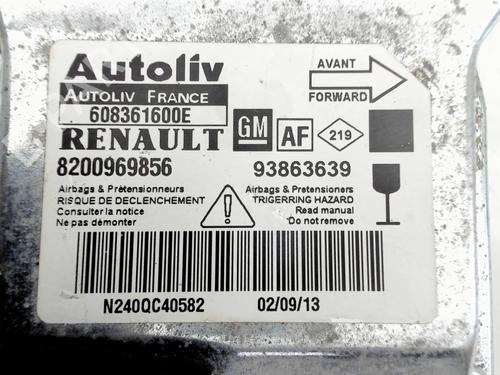 Autoliv
AUTOLIV FRANCE
608361600E
AVANT
FORWARD
RENAULT
GM
AF
219
8200969856
93863639
Airbags & Prétensionneurs
RISQUE DE DECLENCHEMENT
Consulter la notice
Ne pas démonter
Airbags & Pretensioners
TRIGERRING HAZARD
Read manual
Do not remove
N240QC40582
02/09/13